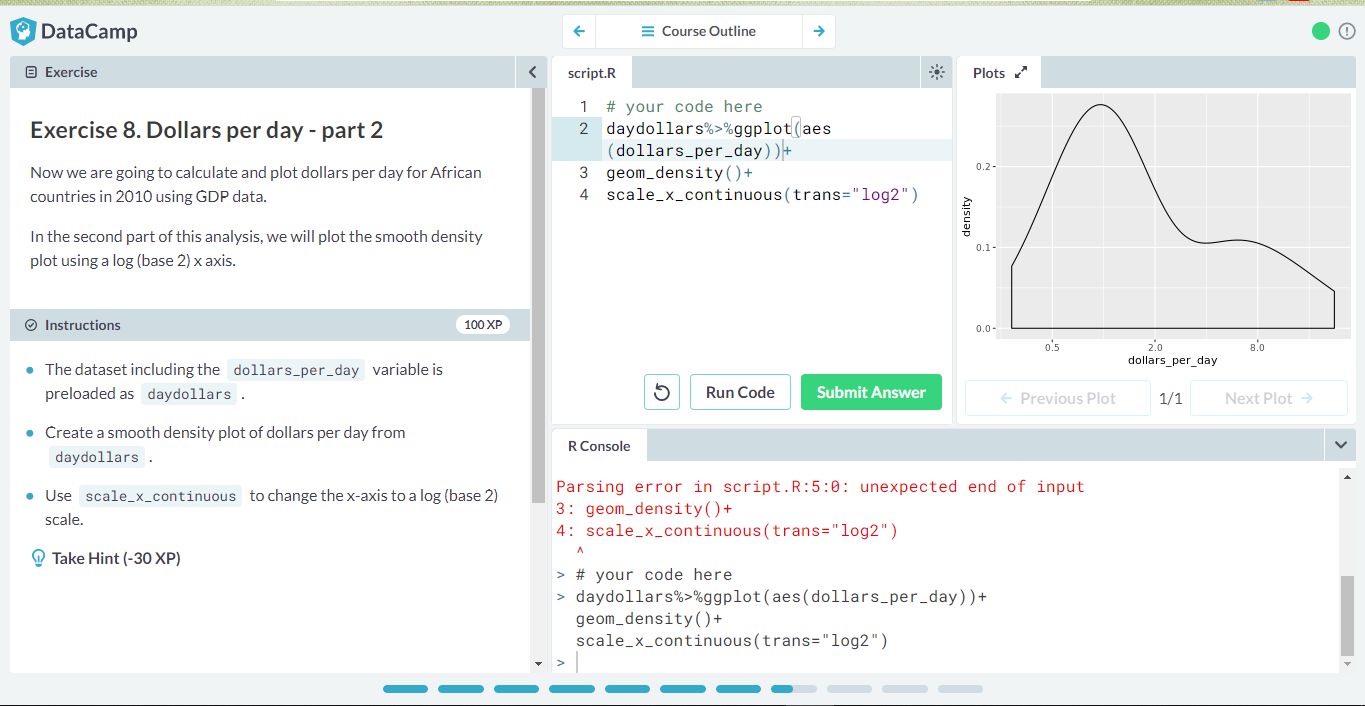 DataCamp
Course Outline
Exercise
Exercise 8. Dollars per day - part 2
Now we are going to calculate and plot dollars per day for African
countries in 2010 using GDP data.
In the second part of this analysis, we will plot the smooth density
plot using a log (base 2) x axis.
Instructions
100 XP
The dataset including the dollars_per_day variable is
preloaded as daydollars .
Create a smooth density plot of dollars per day from
daydollars .
Use scale_x_continuous to change the x-axis to a log (base 2)
scale.
Take Hint (-30 XP)
script.R
1 # your code here
2 daydollars%>%ggplot(aes
(dollars_per_day))+
3 geom_density()+
4 scale_x_continuous(trans="log2")
Run Code
Submit Answer
Plots
density
0.2
0.1
0.0
0.5 2.0 8.0
dollars_per_day
Previous Plot
1/1
Next Plot
R Console
Parsing error in script.R:5:0: unexpected end of input
3: geom_density()+
4: scale_x_continuous(trans="log2")
^
> # your code here
> daydollars%>%ggplot(aes(dollars_per_day))+
geom_density()+
scale_x_continuous(trans="log2")
>